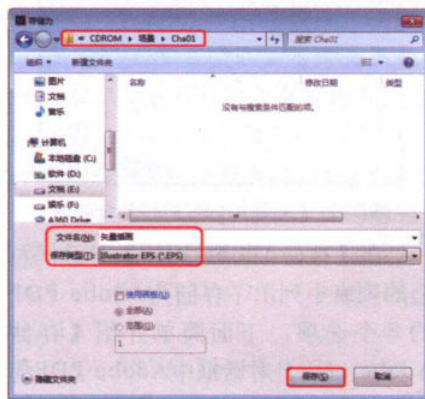 存储为
« CDROM ▸ 场景 ▸ Cha01
搜索 Cha01
组织 ▾ 新建文件夹
图片
文档
音乐
计算机
本地磁盘 (C:)
软件 (D:)
文档 (E:)
娱乐 (F:)
A360 Drive
名称 修改日期 类型
没有与搜索条件匹配的项。
文件名(N): 矢量插画
保存类型(T): Illustrator EPS (*.EPS)
使用画板(U)
全部(A)
范围(G):
1
隐藏文件夹
保存(S)
取消